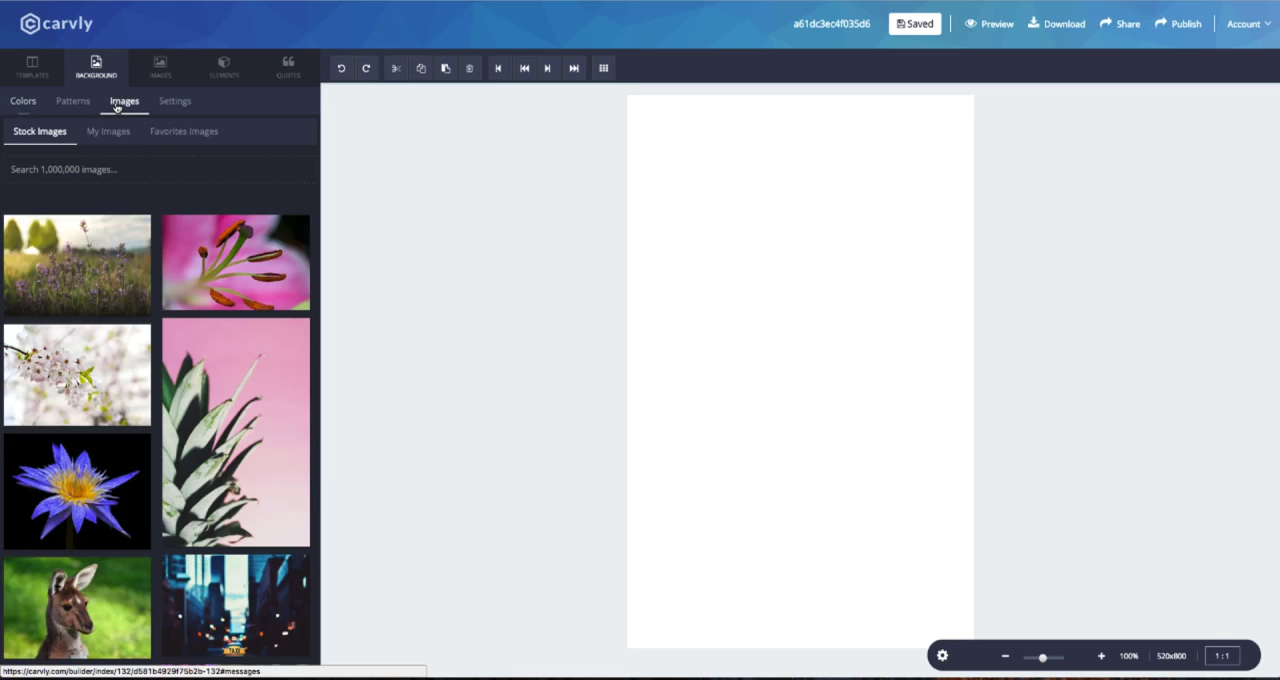 carvly
a61dc3ec4f035d6
Saved
Preview
Download
Share
Publish
Account
TEMPLATES
BACKGROUND
IMAGES
ELEMENTS
QUOTES
Colors
Patterns
Images
Settings
Stock Images
My Images
Favorites Images
Search 1,000,000 images...
TAXI
100%
520x800
1:1
https://carvly.com/builder/index/132/d581b4929f75b2b-132#messages